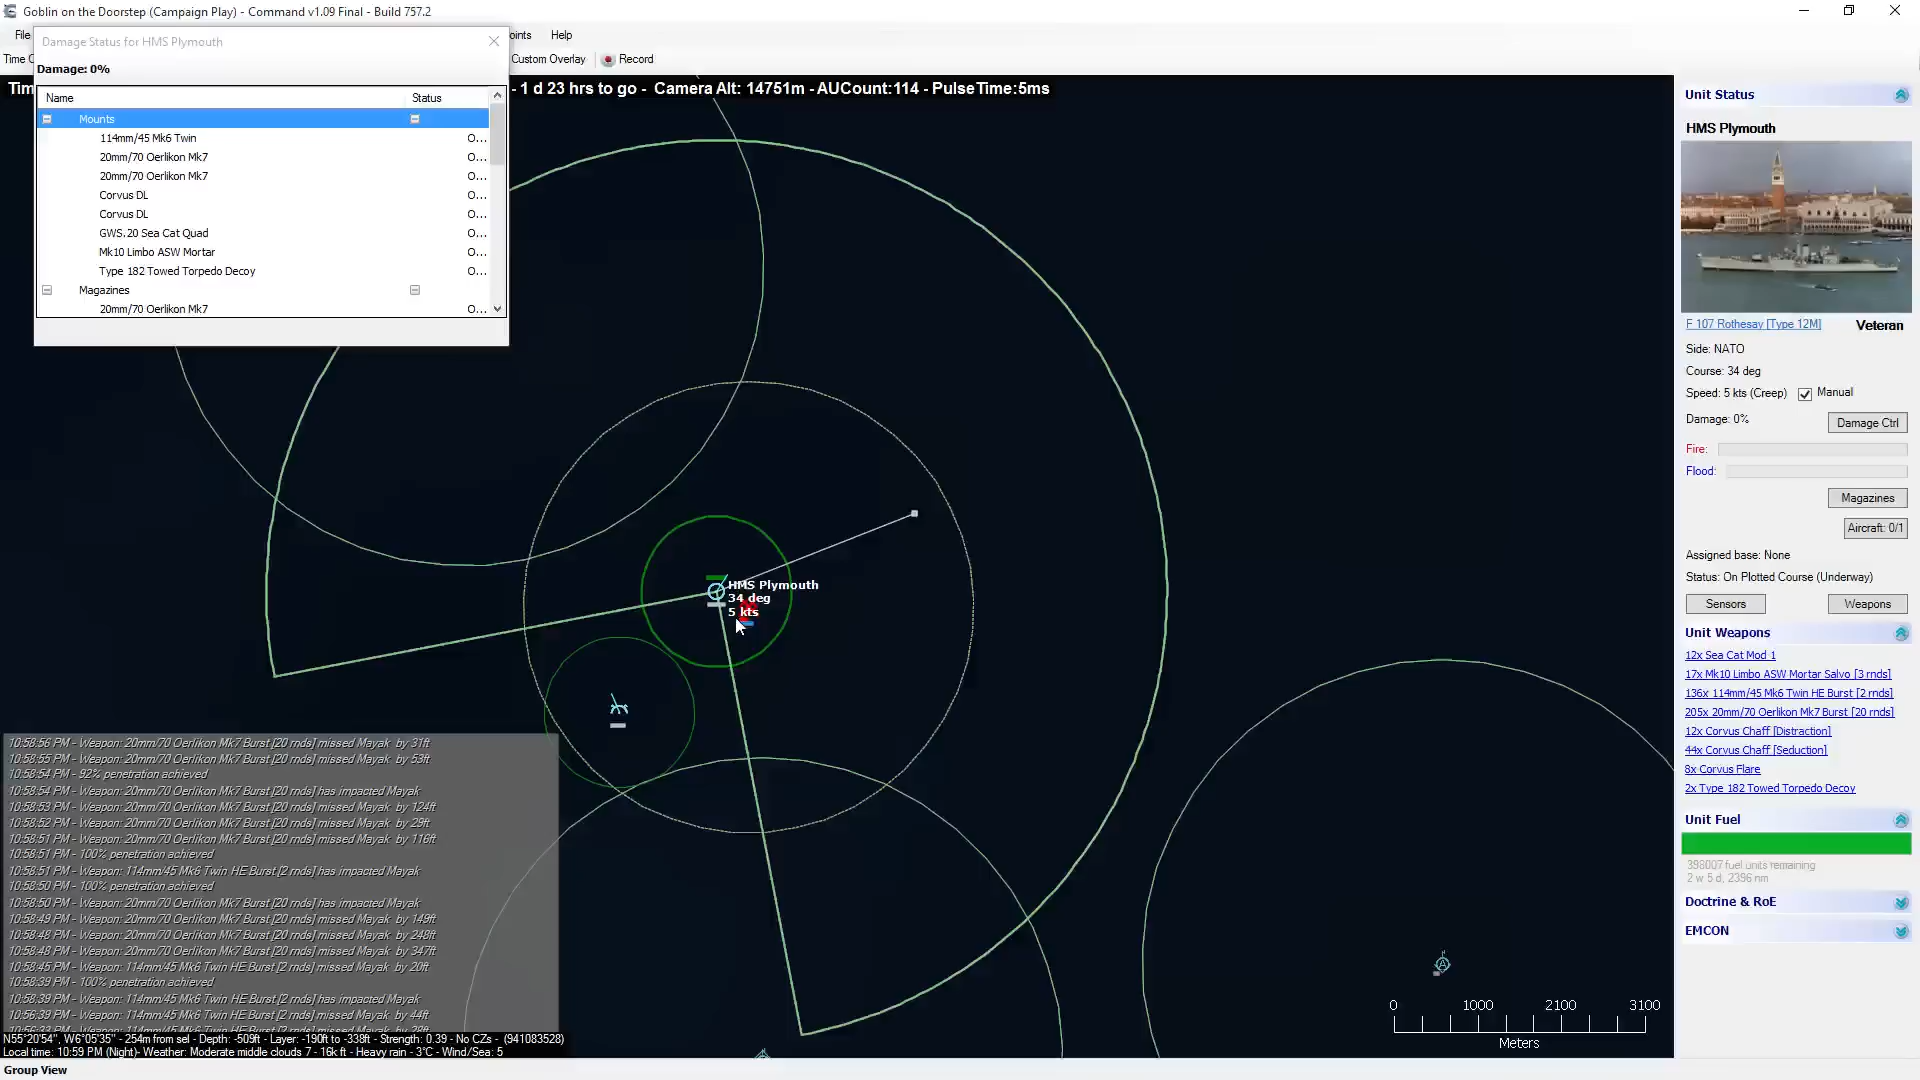 Goblin on the Doorstep (Campaign Play) - Command v1.09 Final - Build 757.2
File
Help
Damage Status for HMS Plymouth
Custom Overlay
Record
Damage: 0%
- 1 d 23 hrs to go - Camera Alt: 14751m - AUCount:114 - PulseTime:5ms
Name Status
Mounts
114mm/45 Mk6 Twin O...
20mm/70 Oerlikon Mk7 O...
20mm/70 Oerlikon Mk7 O...
Corvus DL O...
Corvus DL O...
GWS.20 Sea Cat Quad O...
Mk10 Limbo ASW Mortar O...
Type 182 Towed Torpedo Decoy O...
Magazines
20mm/70 Oerlikon Mk7 O...
HMS Plymouth
34 deg
5 kts
10:58:56 PM - Weapon: 20mm/70 Oerlikon Mk7 Burst [20 rnds] missed Mayak by 31ft
10:58:55 PM - Weapon: 20mm/70 Oerlikon Mk7 Burst [20 rnds] missed Mayak by 53ft
10:58:54 PM - 92% penetration achieved
10:58:54 PM - Weapon: 20mm/70 Oerlikon Mk7 Burst [20 rnds] has impacted Mayak
10:58:53 PM - Weapon: 20mm/70 Oerlikon Mk7 Burst [20 rnds] missed Mayak by 124ft
10:58:52 PM - Weapon: 20mm/70 Oerlikon Mk7 Burst [20 rnds] missed Mayak by 29ft
10:58:51 PM - Weapon: 20mm/70 Oerlikon Mk7 Burst [20 rnds] missed Mayak by 116ft
10:58:51 PM - 100% penetration achieved
10:58:51 PM - Weapon: 114mm/45 Mk6 Twin HE Burst [2 rnds] has impacted Mayak
10:58:50 PM - 100% penetration achieved
10:58:50 PM - Weapon: 20mm/70 Oerlikon Mk7 Burst [20 rnds] has impacted Mayak
10:58:49 PM - Weapon: 20mm/70 Oerlikon Mk7 Burst [20 rnds] missed Mayak by 149ft
10:58:48 PM - Weapon: 20mm/70 Oerlikon Mk7 Burst [20 rnds] missed Mayak by 248ft
10:58:48 PM - Weapon: 20mm/70 Oerlikon Mk7 Burst [20 rnds] missed Mayak by 347ft
10:58:45 PM - Weapon: 114mm/45 Mk6 Twin HE Burst [2 rnds] missed Mayak by 20ft
10:58:39 PM - 100% penetration achieved
10:58:39 PM - Weapon: 114mm/45 Mk6 Twin HE Burst [2 rnds] has impacted Mayak
10:56:39 PM - Weapon: 114mm/45 Mk6 Twin HE Burst [2 rnds] missed Mayak by 44ft
10:56:33 PM - Weapon: 114mm/45 Mk6 Twin HE Burst [2 rnds] missed Mayak by 28ft
N55°20'54", W6°05'35" - 254m from sel - Depth: -509ft - Layer: -190ft to -338ft - Strength: 0.39 - No CZs - (941083528)
Local time: 10:59 PM (Night)- Weather: Moderate middle clouds 7 - 16k ft - Heavy rain - 3°C - Wind/Sea: 5
Group View
0 1000 2100 3100
Meters
Unit Status
HMS Plymouth
F 107 Rothesay [Type 12M] Veteran
Side: NATO
Course: 34 deg
Speed: 5 kts (Creep) Manual
Damage: 0% Damage Ctrl
Fire:
Flood:
Magazines
Aircraft: 0/1
Assigned base: None
Status: On Plotted Course (Underway)
Sensors Weapons
Unit Weapons
12x Sea Cat Mod 1
17x Mk10 Limbo ASW Mortar Salvo [3 rnds]
136x 114mm/45 Mk6 Twin HE Burst [2 rnds]
205x 20mm/70 Oerlikon Mk7 Burst [20 rnds]
12x Corvus Chaff [Distraction]
44x Corvus Chaff [Seduction]
8x Corvus Flare
2x Type 182 Towed Torpedo Decoy
Unit Fuel
398007 fuel units remaining
2 w 5 d, 2396 nm
Doctrine & RoE
EMCON